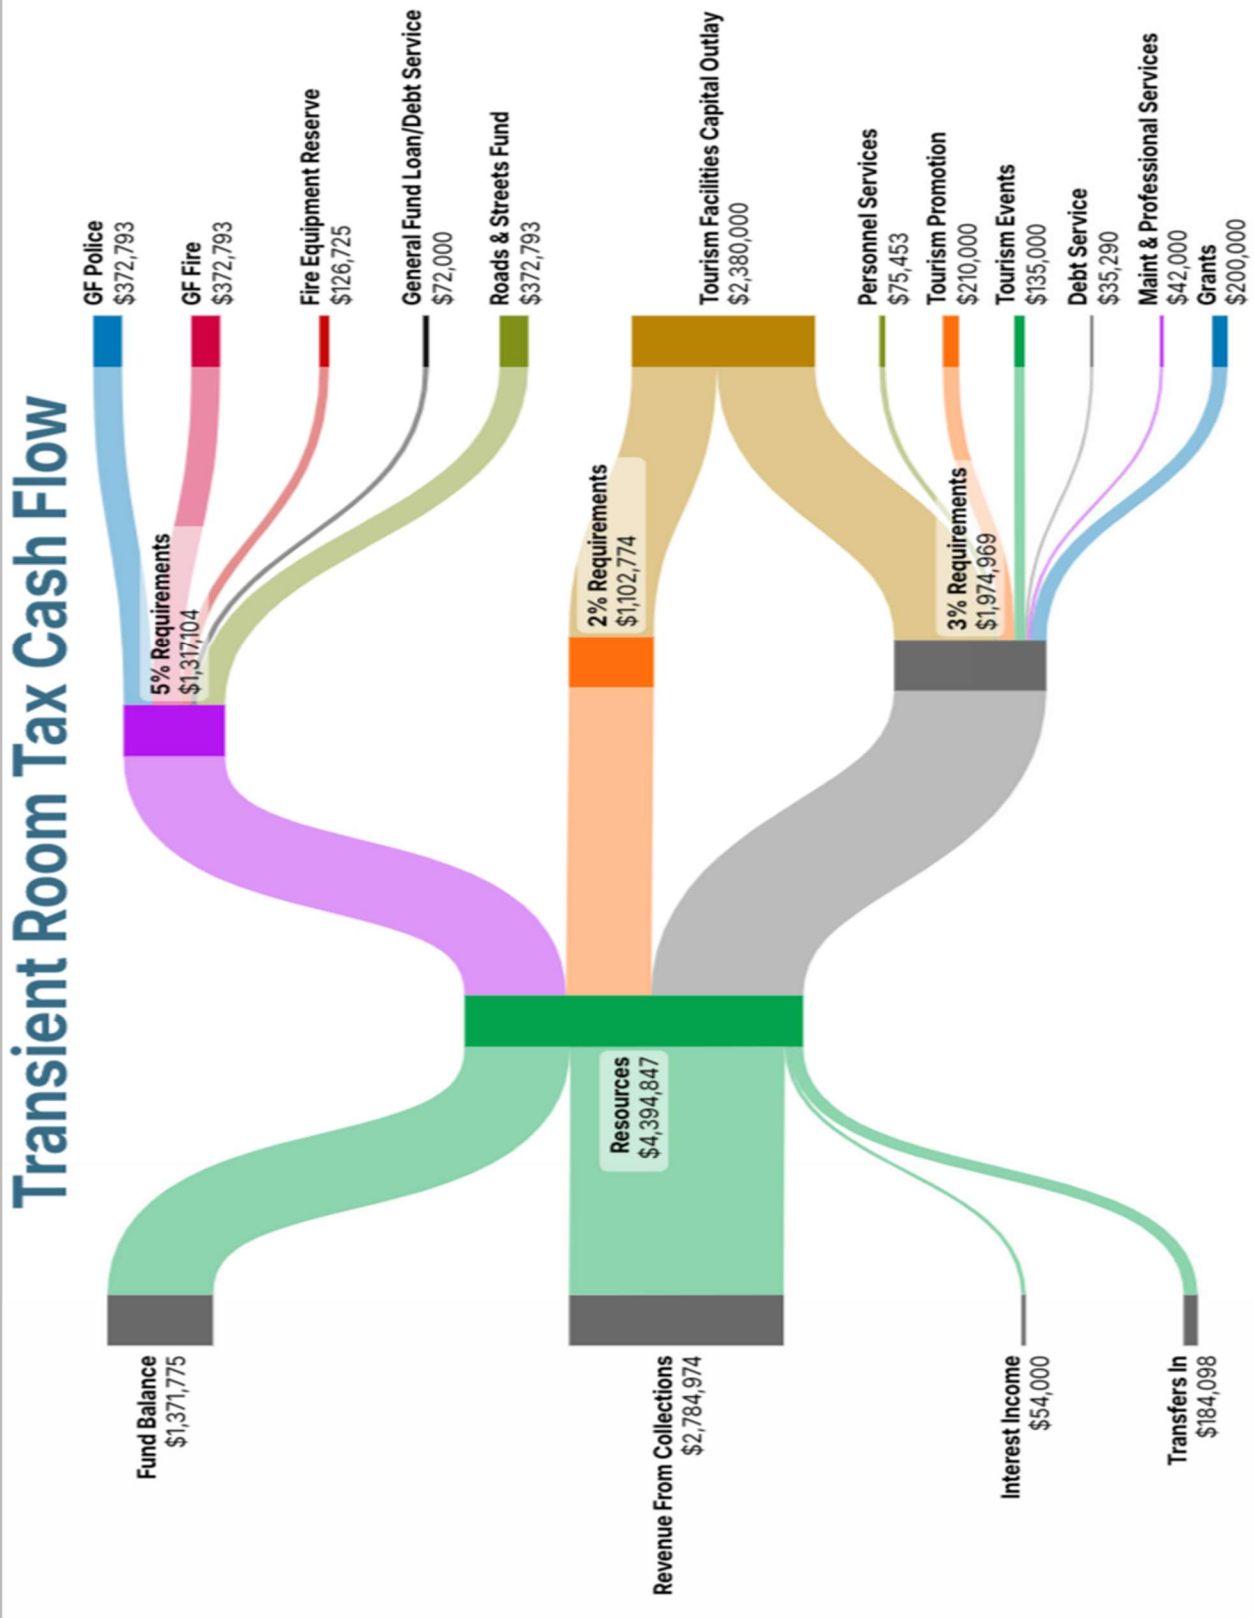 Transient Room Tax Cash Flow
Fund Balance
$1,371,775
Revenue From Collections
$2,784,974
Interest Income
$54,000
Transfers In
$184,098
Resources
$4,394,847
5% Requirements
$1,317,104
2% Requirements
$1,102,774
3% Requirements
$1,974,969
GF Police
$372,793
GF Fire
$372,793
Fire Equipment Reserve
$126,725
General Fund Loan/Debt Service
$72,000
Roads & Streets Fund
$372,793
Tourism Facilities Capital Outlay
$2,380,000
Personnel Services
$75,453
Tourism Promotion
$210,000
Tourism Events
$135,000
Debt Service
$35,290
Maint & Professional Services
$42,000
Grants
$200,000